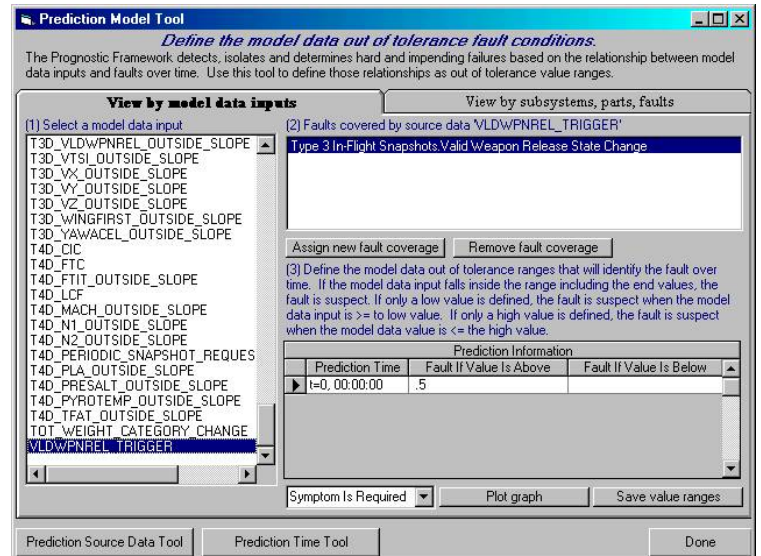 Prediction Model Tool
Define the model data out of tolerance fault conditions.
The Prognostic Framework detects, isolates and determines hard and impending failures based on the relationship between model
data inputs and faults over time. Use this tool to define those relationships as out of tolerance value ranges.
View by model data inputs
View by subsystems, parts, faults
(1) Select a model data input
T3D_VLDWPNREL_OUTSIDE_SLOPE
T3D_VTSI_OUTSIDE_SLOPE
T3D_VX_OUTSIDE_SLOPE
T3D_VY_OUTSIDE_SLOPE
T3D_VZ_OUTSIDE_SLOPE
T3D_WINGFIRST_OUTSIDE_SLOPE
T3D_YAWACEL_OUTSIDE_SLOPE
T4D_CIC
T4D_FTC
T4D_FTIT_OUTSIDE_SLOPE
T4D_LCF
T4D_MACH_OUTSIDE_SLOPE
T4D_N1_OUTSIDE_SLOPE
T4D_N2_OUTSIDE_SLOPE
T4D_PERIODIC_SNAPSHOT_REQUES
T4D_PLA_OUTSIDE_SLOPE
T4D_PRESALT_OUTSIDE_SLOPE
T4D_PYROTEMP_OUTSIDE_SLOPE
T4D_TFAT_OUTSIDE_SLOPE
TOT_WEIGHT_CATEGORY_CHANGE
VLDWPNREL_TRIGGER
(2) Faults covered by source data 'VLDWPNREL_TRIGGER'
Type 3 In-Flight Snapshots.Valid Weapon Release State Change
Assign new fault coverage
Remove fault coverage
(3) Define the model data out of tolerance ranges that will identify the fault over
time. If the model data input falls inside the range including the end values, the
fault is suspect. If only a low value is defined, the fault is suspect when the model
data input is >= to low value. If only a high value is defined, the fault is suspect
when the model data value is <= the high value.
Prediction Information
Prediction Time
Fault If Value Is Above
Fault If Value Is Below
t=0, 00:00:00
.5
Symptom Is Required
Plot graph
Save value ranges
Prediction Source Data Tool
Prediction Time Tool
Done